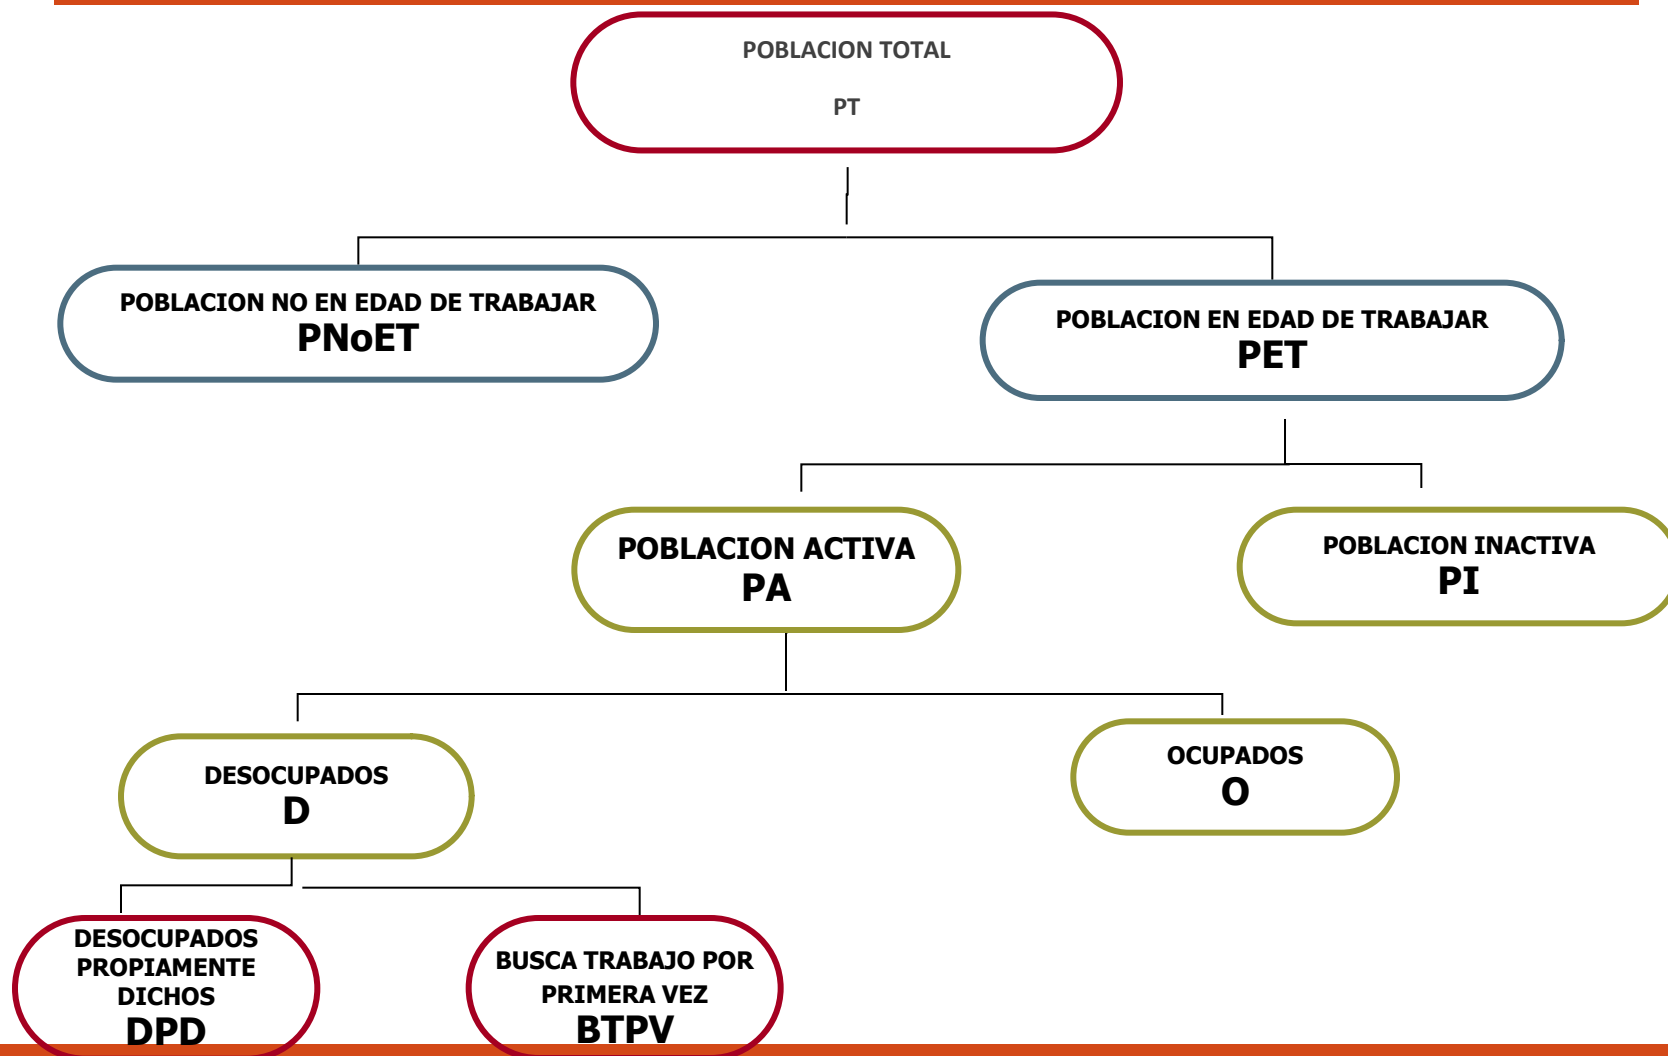 POBLACION TOTAL
PT
POBLACION NO EN EDAD DE TRABAJAR
PNoET
POBLACION EN EDAD DE TRABAJAR
PET
POBLACION ACTIVA
PA
POBLACION INACTIVA
PI
DESOCUPADOS
D
OCUPADOS
O
DESOCUPADOS
PROPIAMENTE
DICHOS
DPD
BUSCA TRABAJO POR
PRIMERA VEZ
BTPV